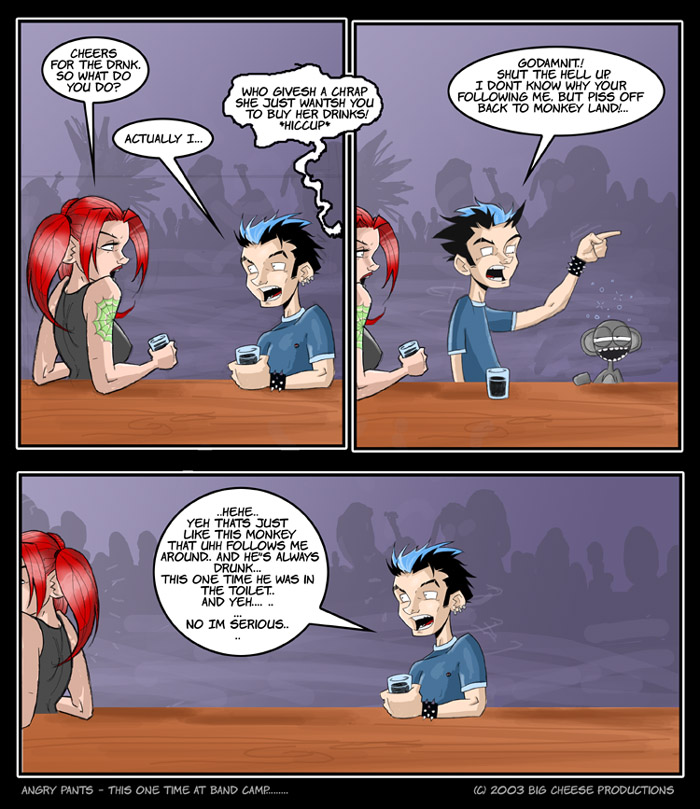 CHEERS
FOR THE DRNK.
SO WHAT DO
YOU DO?
ACTUALLY I...
WHO GIVESH A CHRAP
SHE JUST WANTSH YOU
TO BUY HER DRINKS!
*HICCUP*
GODAMNIT.!
SHUT THE HELL UP.
I DONT KNOW WHY YOUR
FOLLOWING ME. BUT PISS OFF
BACK TO MONKEY LAND!...
..HEHE..
YEH THATS JUST
LIKE THIS MONKEY
THAT UHH FOLLOWS ME
AROUND.. AND HE"S ALWAYS
DRUNK...
THIS ONE TIME HE WAS IN
THE TOILET..
AND YEH.... ..
...
NO IM SERIOUS..
..
ANGRY PANTS - THIS ONE TIME AT BAND CAMP........
(C) 2003 BIG CHEESE PRODUCTIONS